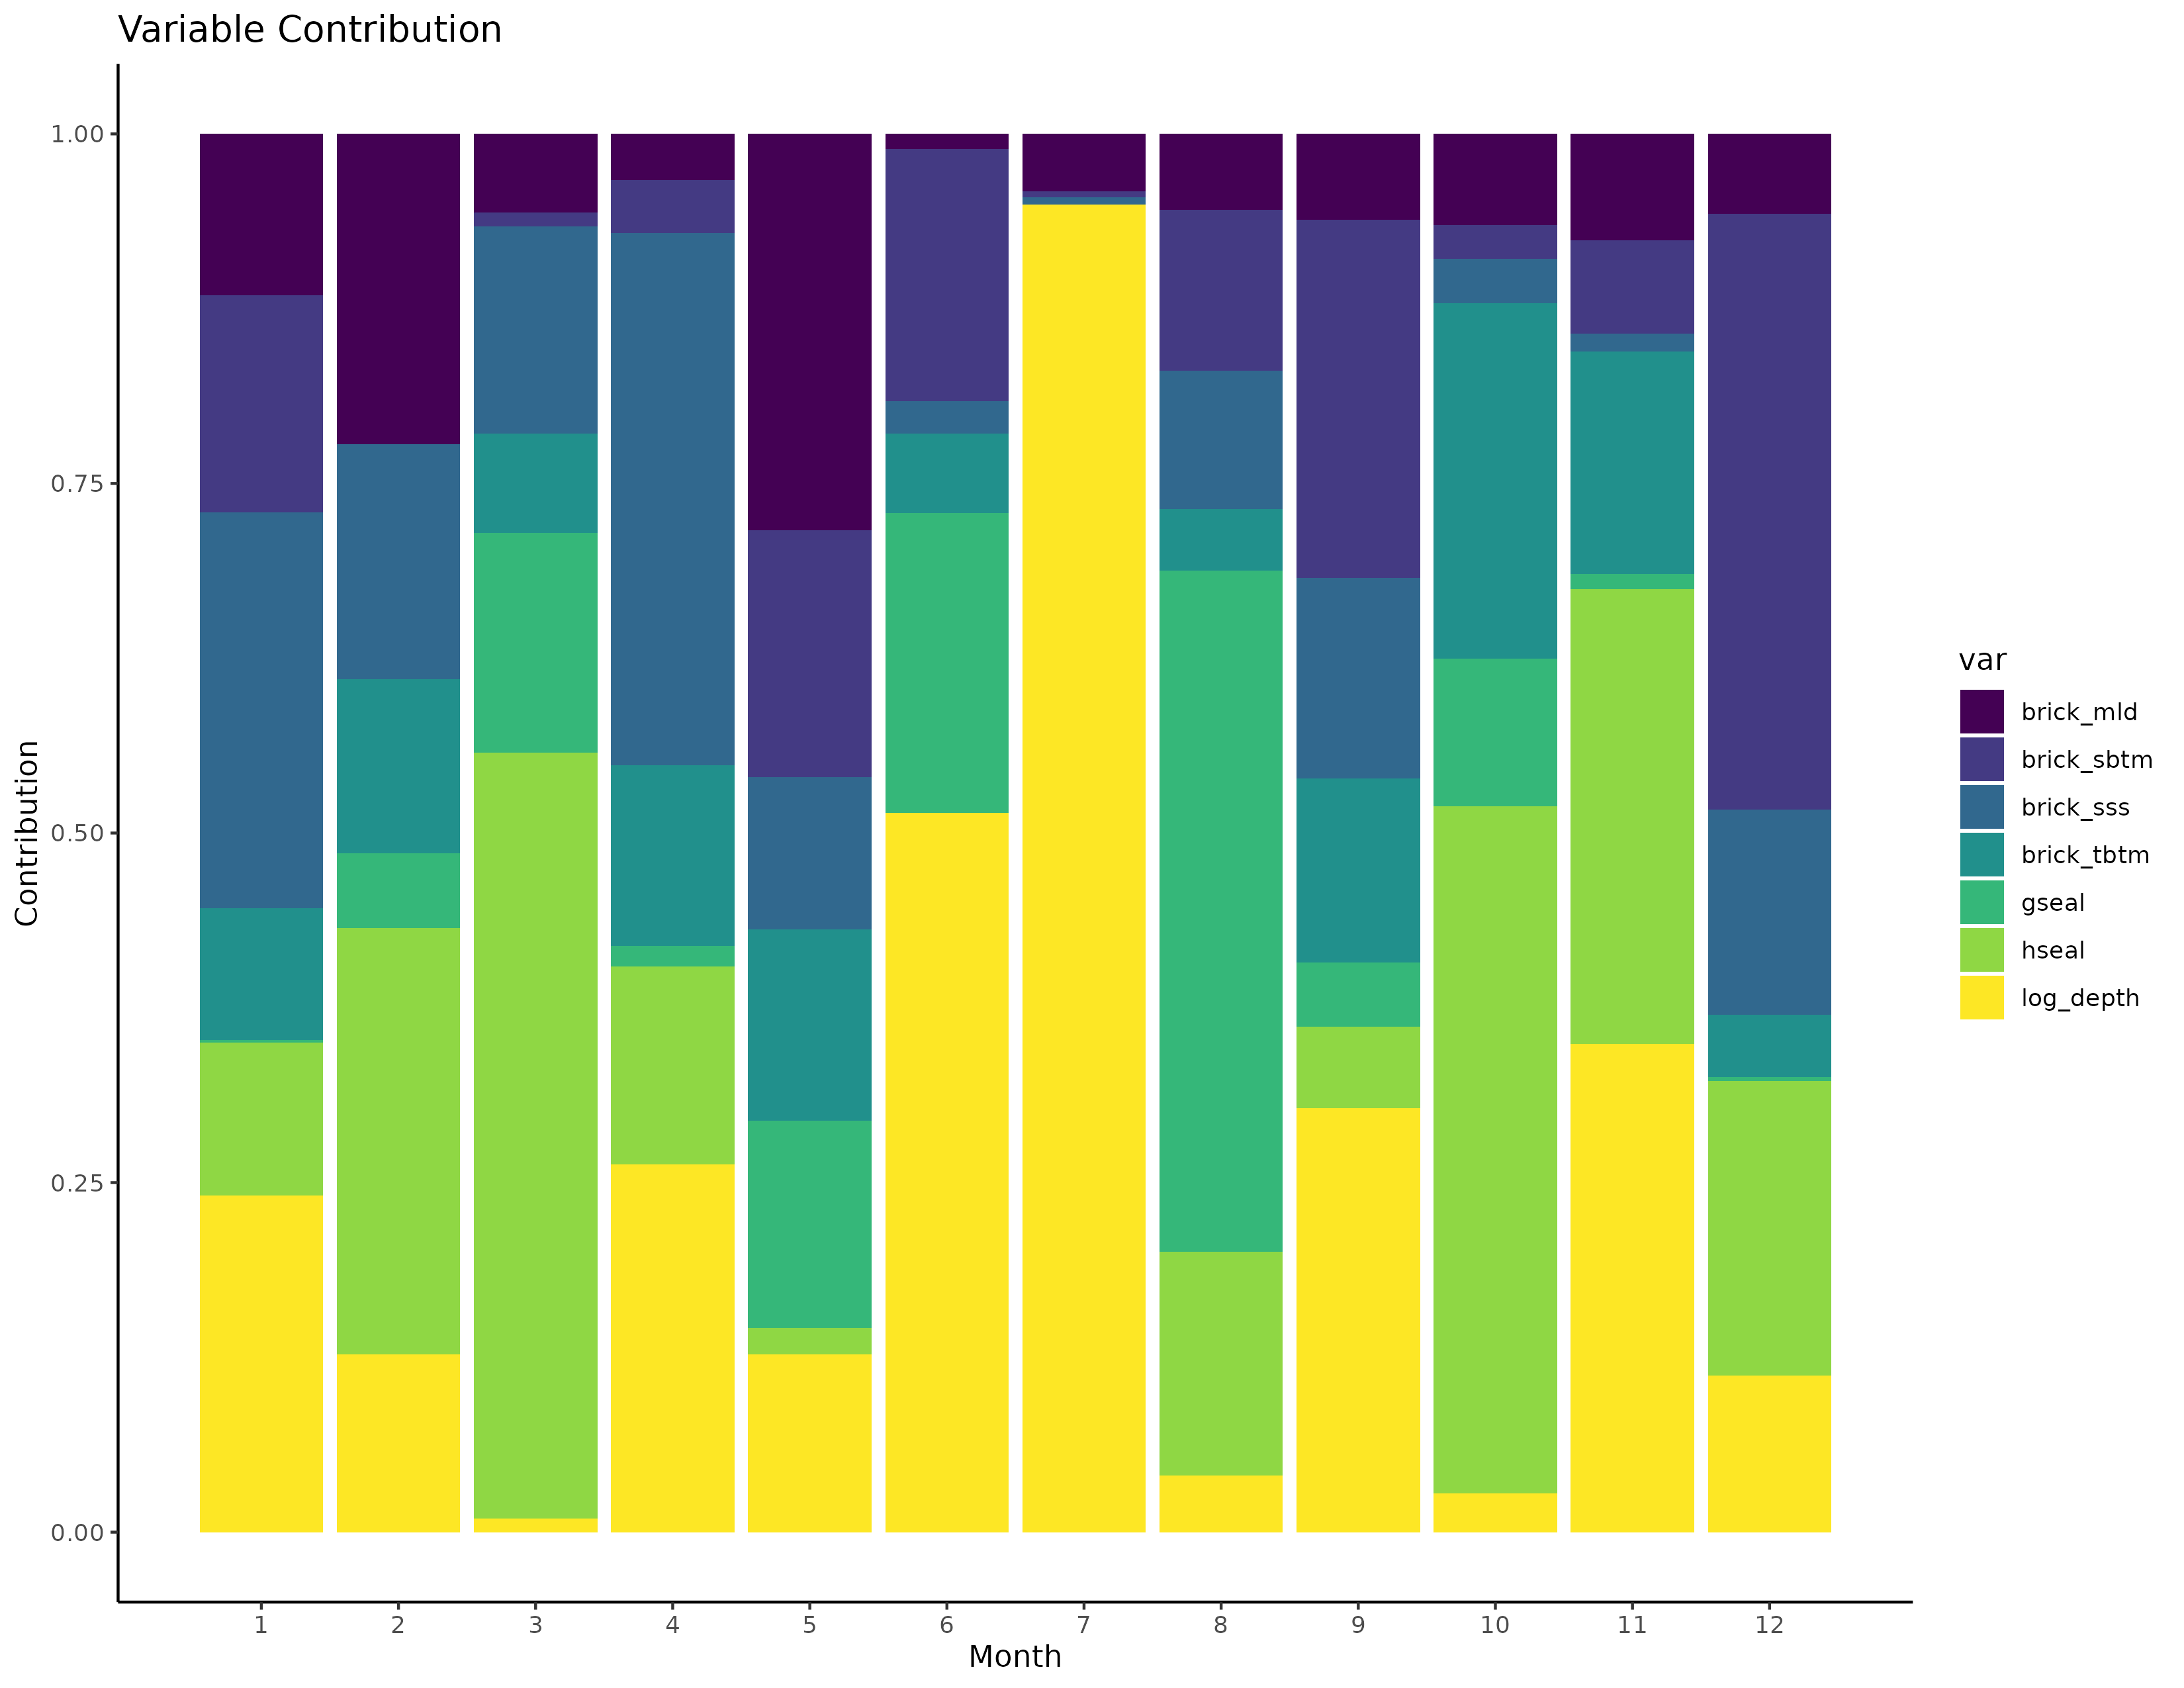 Variable Contribution
1.00
0.75
0.50
0.25
0.00
Contribution
1 2 3 4 5 6 7 8 9 10 11 12
Month
var
brick_mld
brick_sbtm
brick_sss
brick_tbtm
gseal
hseal
log_depth